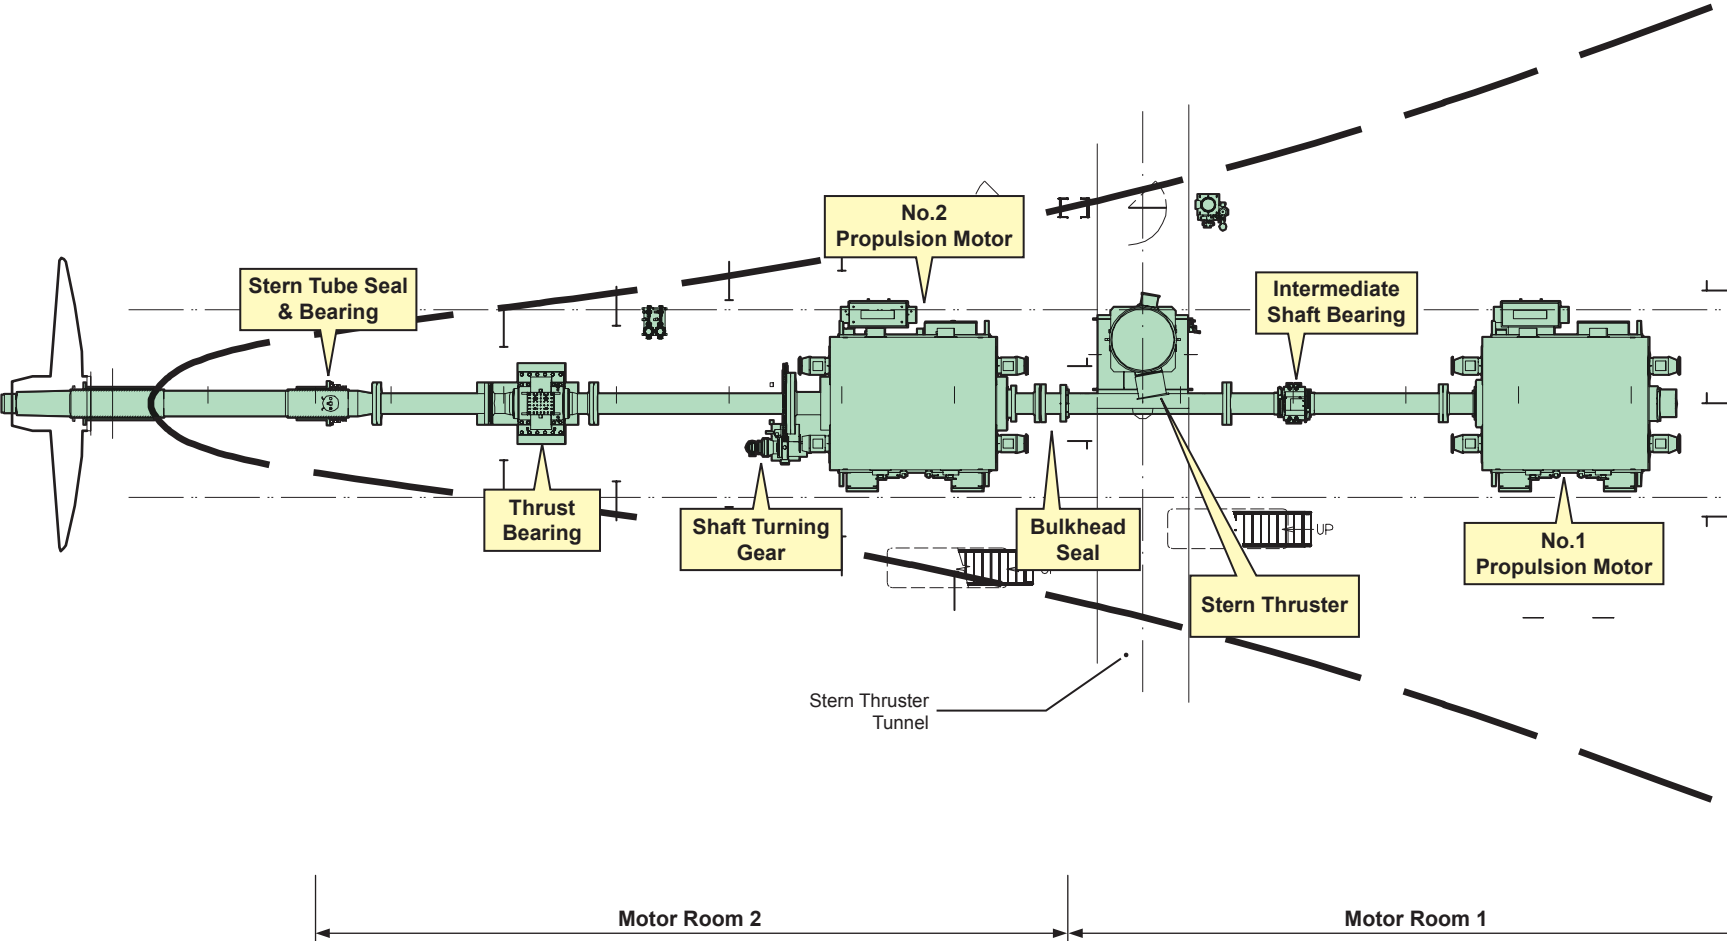 No.2
Propulsion Motor
Stern Tube Seal
& Bearing
Intermediate
Shaft Bearing
Thrust
Bearing
Shaft Turning
Gear
Bulkhead
Seal
UP
No.1
Propulsion Motor
Stern Thruster
Stern Thruster
Tunnel
Motor Room 2
Motor Room 1